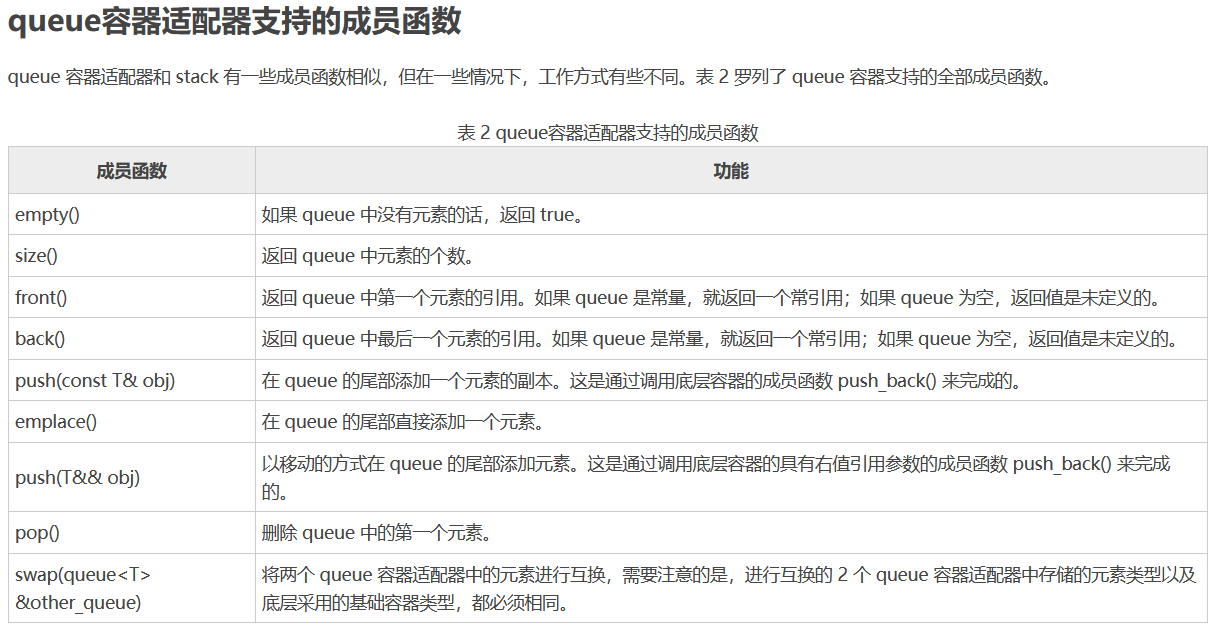 queue容器适配器支持的成员函数
queue 容器适配器和 stack 有一些成员函数相似，但在一些情况下，工作方式有些不同。表 2 罗列了 queue 容器支持的全部成员函数。
表 2 queue容器适配器支持的成员函数
成员函数 功能
empty() 如果 queue 中没有元素的话，返回 true。
size() 返回 queue 中元素的个数。
front() 返回 queue 中第一个元素的引用。如果 queue 是常量，就返回一个常引用；如果 queue 为空，返回值是未定义的。
back() 返回 queue 中最后一个元素的引用。如果 queue 是常量，就返回一个常引用；如果 queue 为空，返回值是未定义的。
push(const T& obj) 在 queue 的尾部添加一个元素的副本。这是通过调用底层容器的成员函数 push_back() 来完成的。
emplace() 在 queue 的尾部直接添加一个元素。
push(T&& obj) 以移动的方式在 queue 的尾部添加元素。这是通过调用底层容器的具有右值引用参数的成员函数 push_back() 来完成
的。
pop() 删除 queue 中的第一个元素。
swap(queue<T> 将两个 queue 容器适配器中的元素进行互换，需要注意的是，进行互换的 2 个 queue 容器适配器中存储的元素类型以及
&other_queue) 底层采用的基础容器类型，都必须相同。